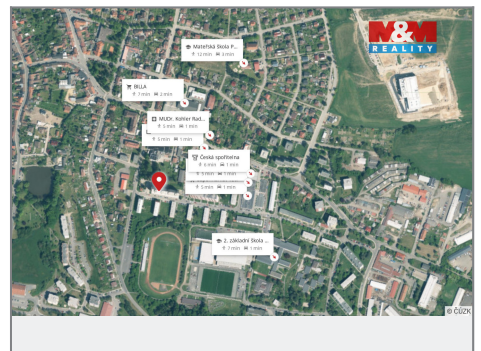 M&M
REALITY
Mateřská škola P...
12 min 3 min
BILLA
7 min 2 min
MUDr. Kohler Rad...
5 min 1 min
5 min 1 min
Česká spořitelna
6 min 1 min
5 min 1 min
5 min 1 min
2. základní škola ...
7 min 1 min
© ČÚZK